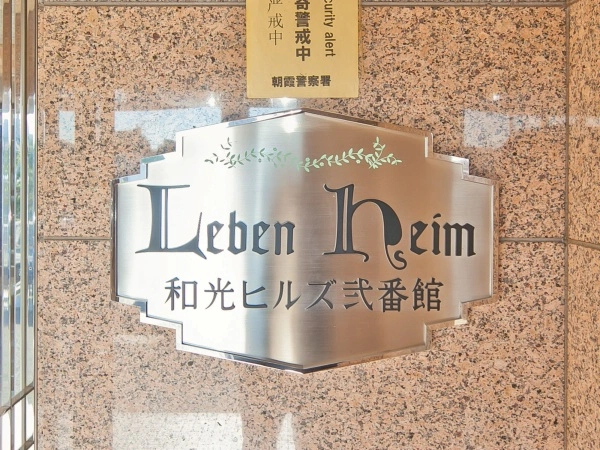 curity alert
警戒中
戒中
朝霞警察署
Leben Heim
和光ヒルズ弐番館